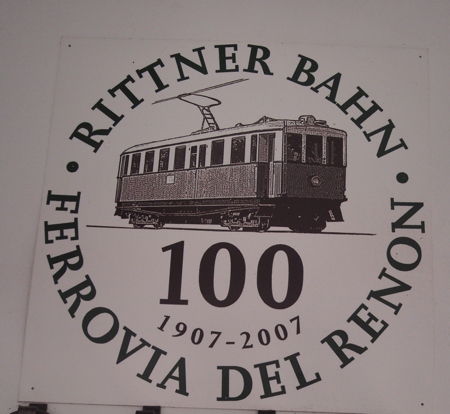 • RITTNER BAHN •
100
1907-2007
FERROVIA DEL RENON